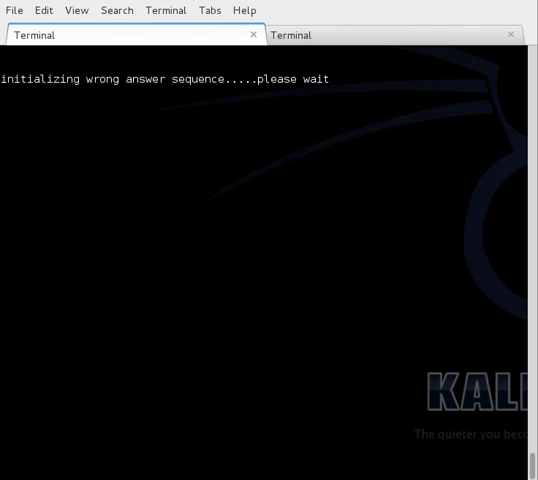 File Edit View Search Terminal Tabs Help
Terminal × Terminal ×
initializing wrong answer sequence.....please wait
KALI
The quieter you beco